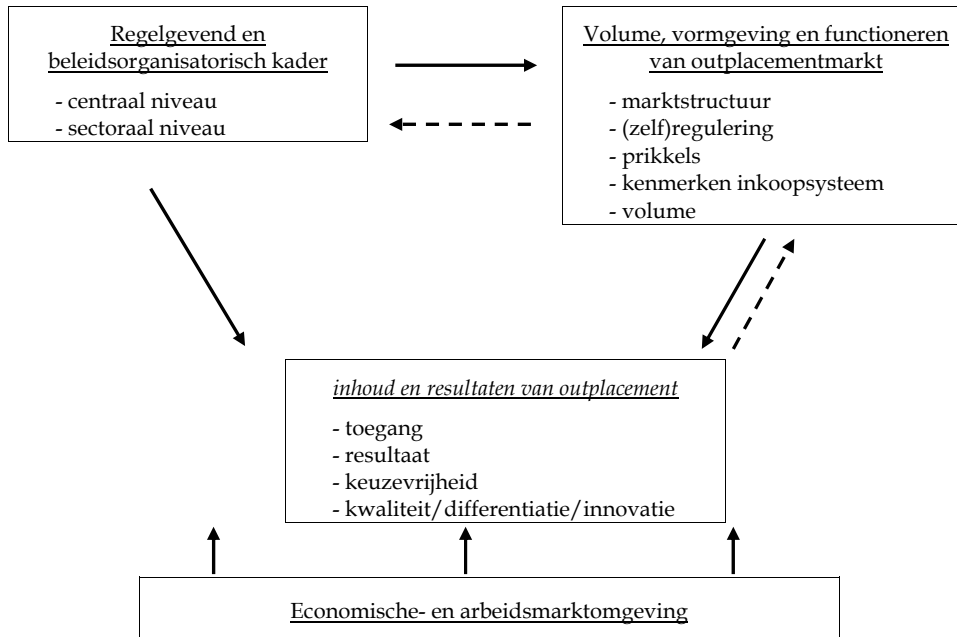 Regelgevend en
beleidsorganisatorisch kader
- centraal niveau
- sectoraal niveau
Volume, vormgeving en functioneren
van outplacementmarkt
- marktstructuur
- (zelf)regulering
- prikkels
- kenmerken inkoopsysteem
- volume
inhoud en resultaten van outplacement
- toegang
- resultaat
- keuzevrijheid
- kwaliteit/differentiatie/innovatie
Economische- en arbeidsmarktomgeving